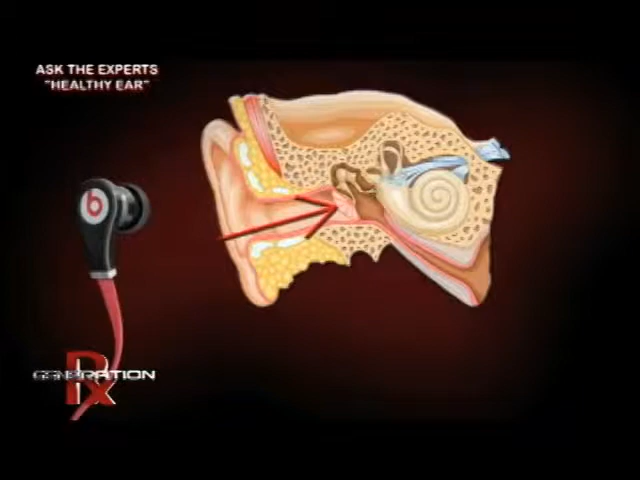 ASK THE EXPERTS
"HEALTHY EAR"
b
GENERATION
Rx